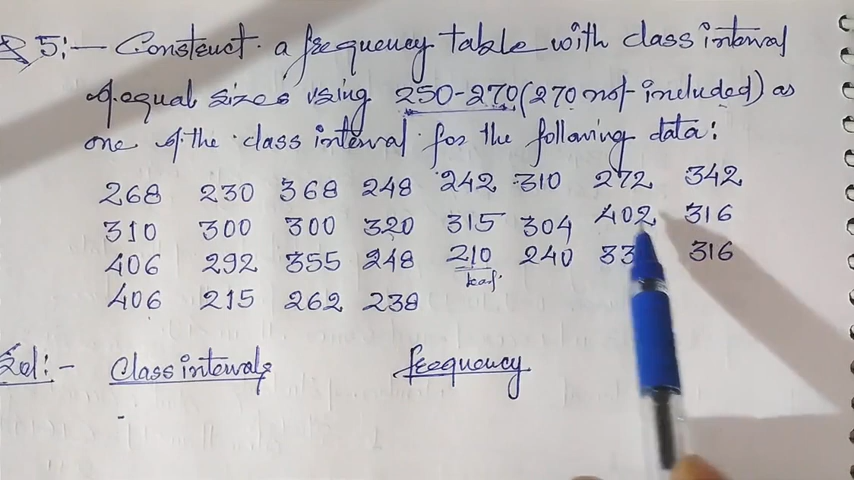 Q 5:- Construct a frequency table with class interval
of equal sizes using 250-270 (270 not included) as
one of the class interval for the following data:
268 230 368 248 242 310 272 342
310 300 300 320 315 304 402 316
406 292 355 248 210 240 316
406 215 262 238
Sol:- Class intervals frequency
-